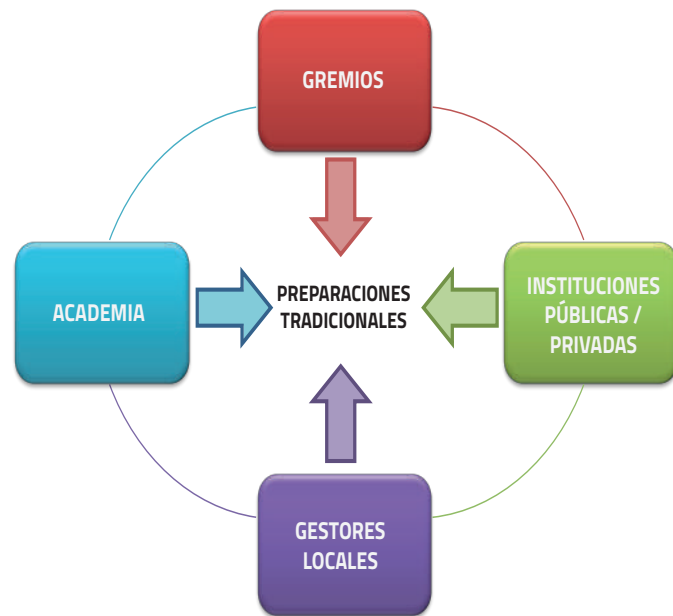 GREMIOS
ACADEMIA
PREPARACIONES
TRADICIONALES
INSTITUCIONES
PÚBLICAS /
PRIVADAS
GESTORES
LOCALES